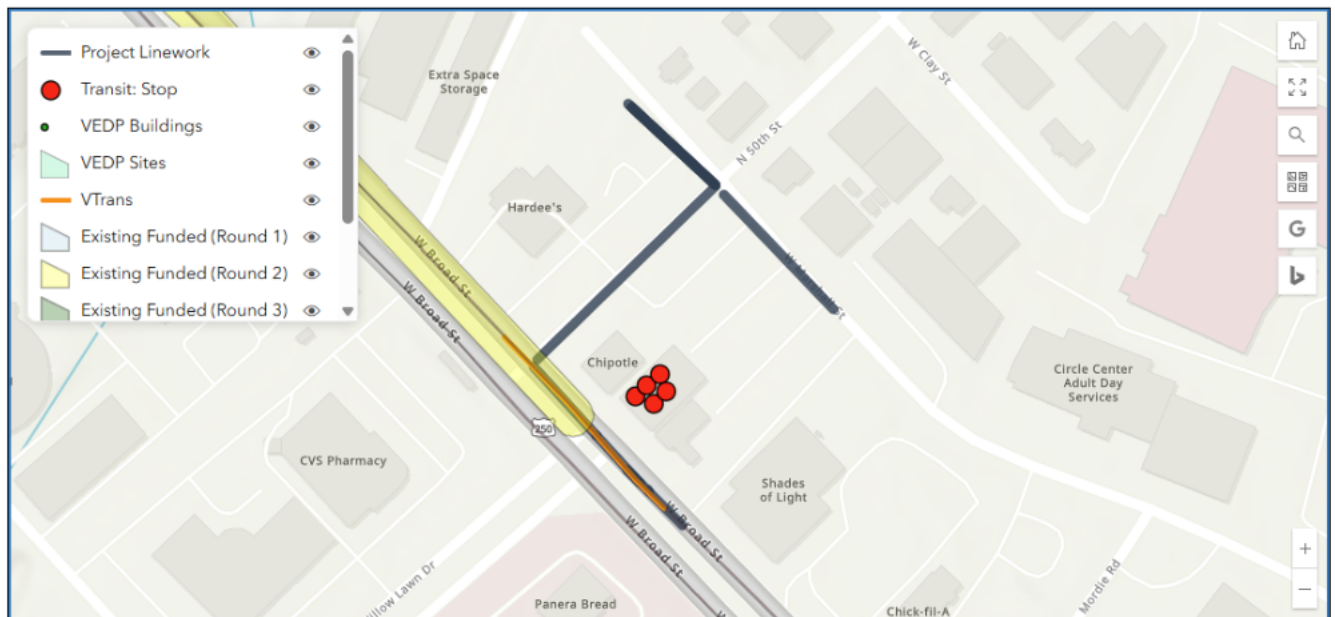 Project Linework
Transit: Stop
VEDP Buildings
VEDP Sites
VTrans
Existing Funded (Round 1)
Existing Funded (Round 2)
Existing Funded (Round 3)
Extra Space
Storage
W Clay St
N 50th St
Hardee's
W Broad St
W Broad St
W Marshall St
Chipotle
250
Circle Center
Adult Day
Services
CVS Pharmacy
Shades
of Light
W Broad St
W Broad St
illow Lawn Dr
Panera Bread
Mordie Rd
Chick-fil-A
W
G
+
−